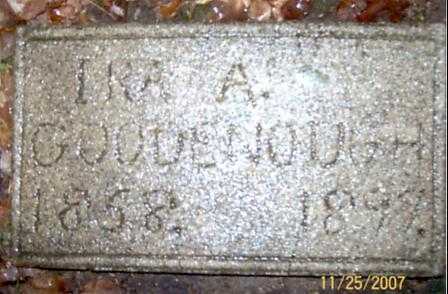 IRA A.
GOODENOUGH
1858. 1897.
11/25/2007